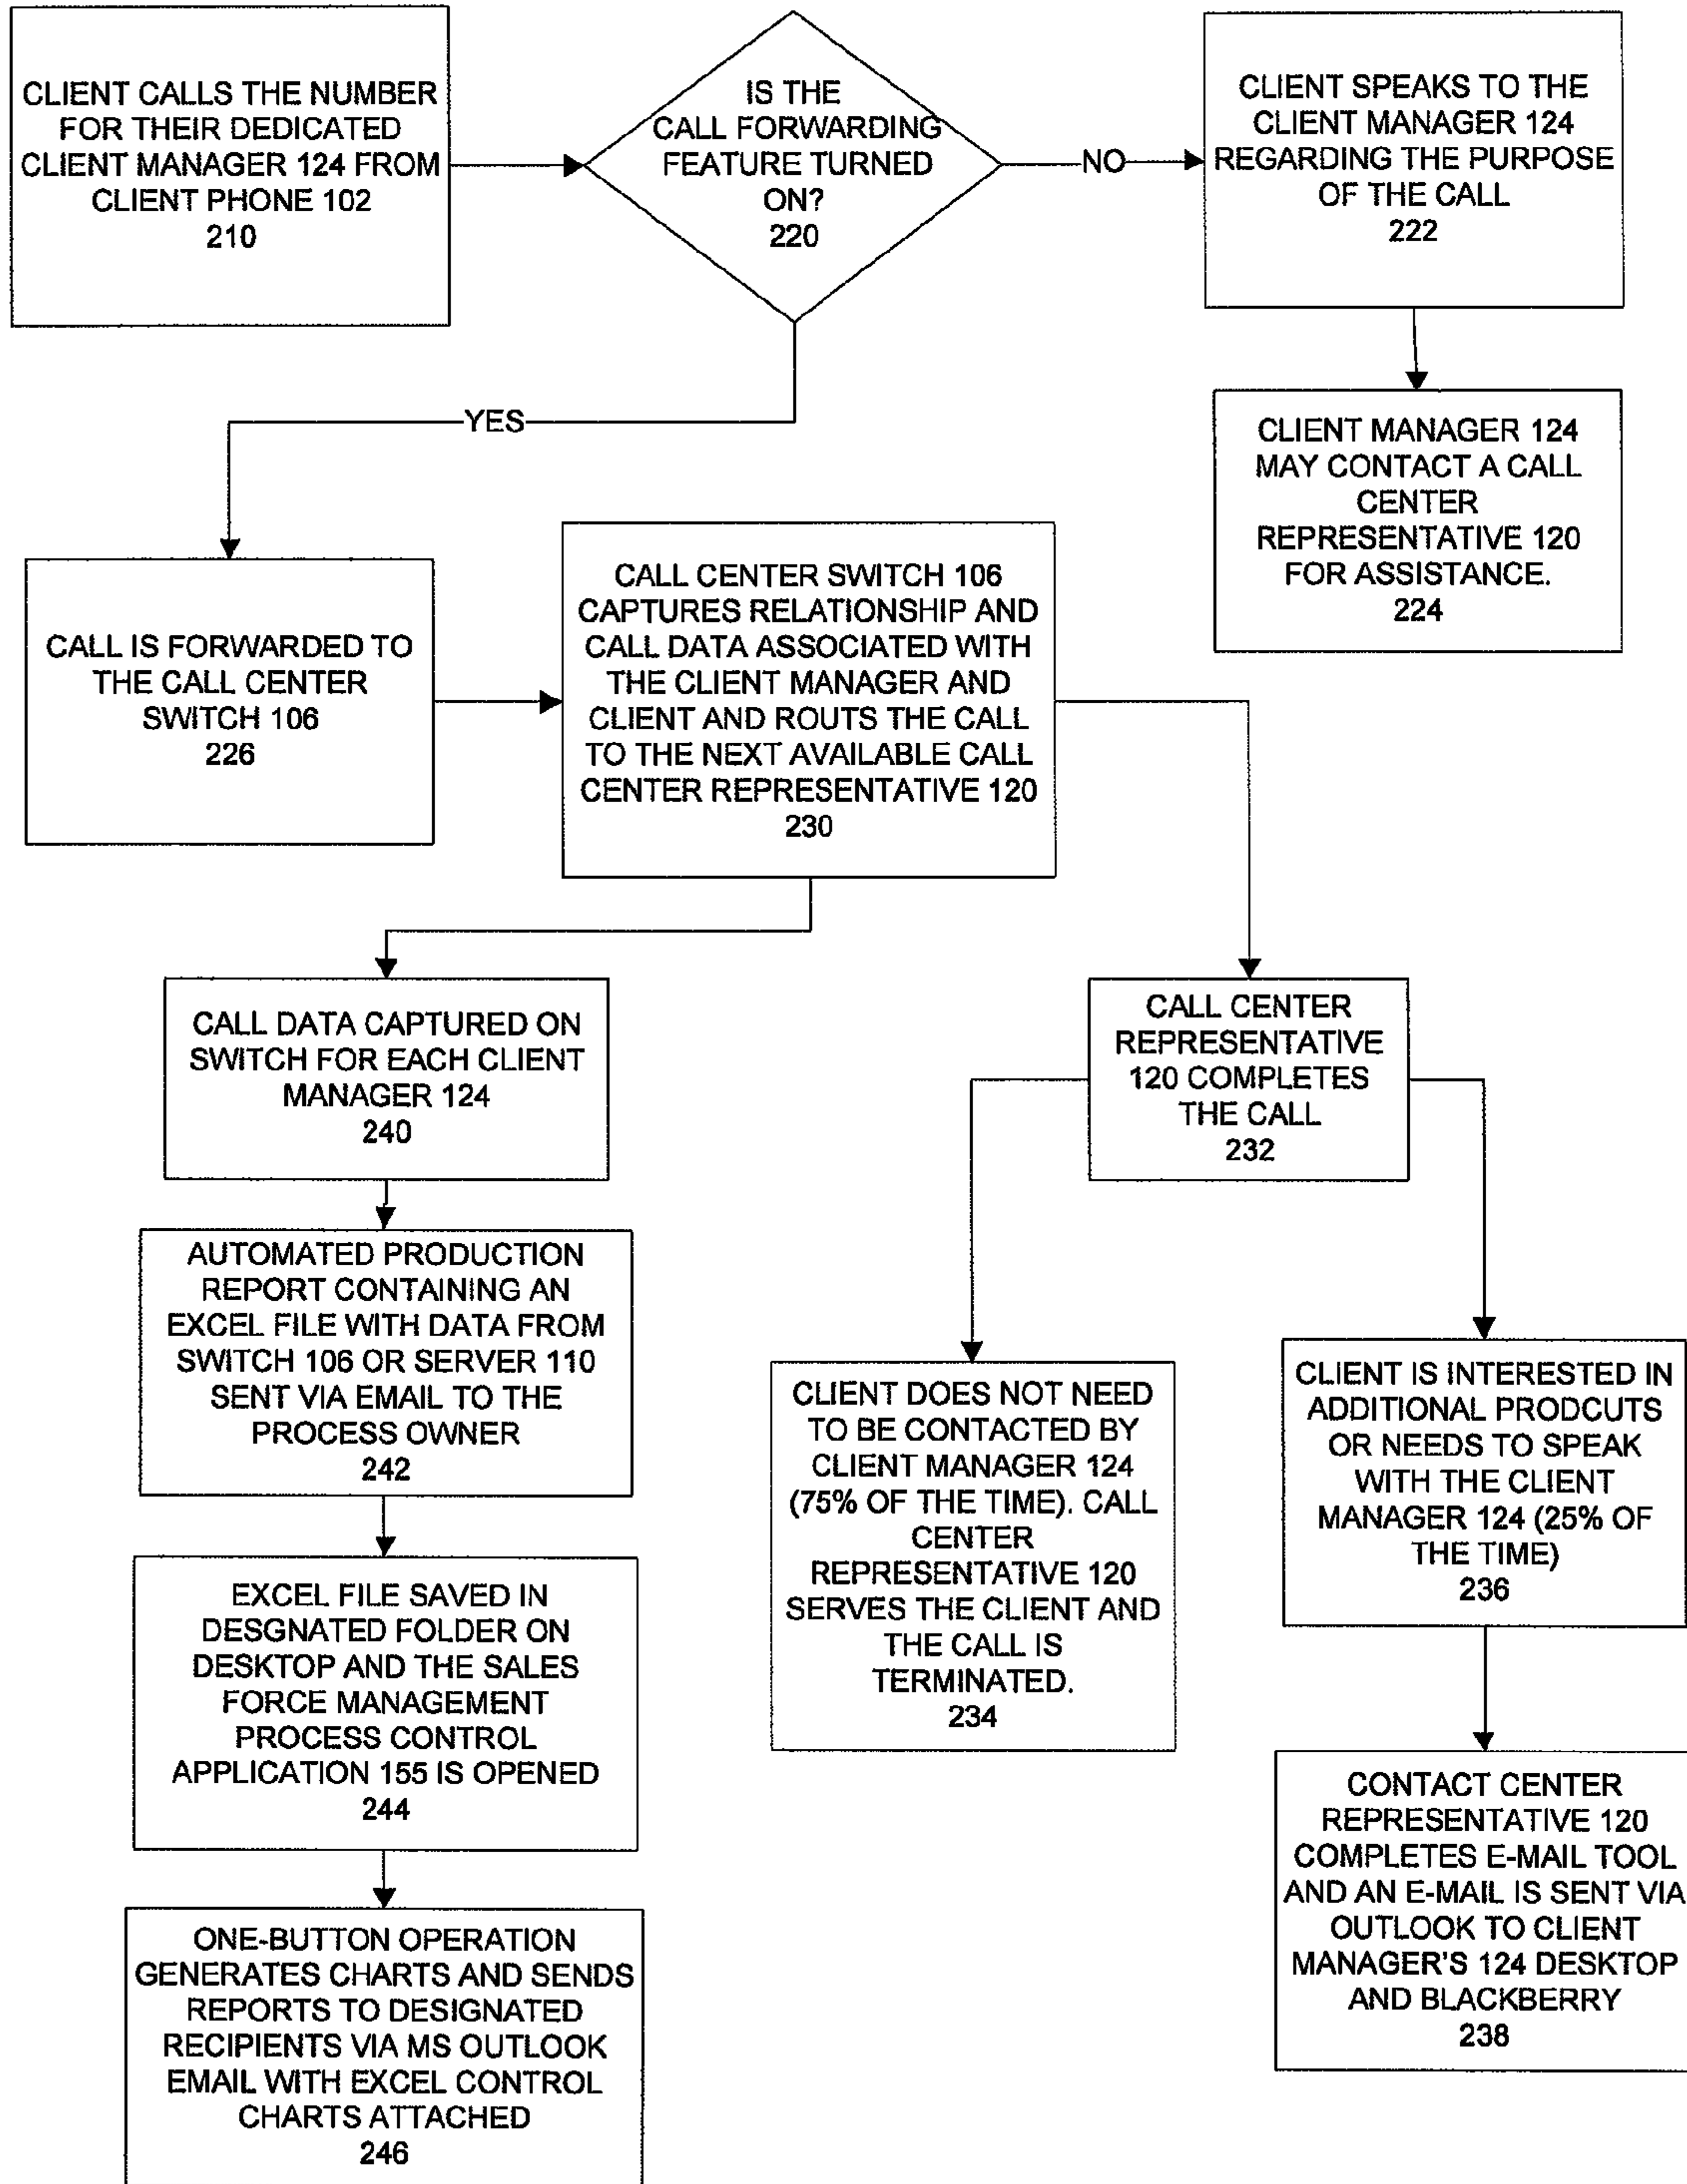 CLIENT CALLS THE NUMBER
FOR THEIR DEDICATED
CLIENT MANAGER 124 FROM
CLIENT PHONE 102
210
IS THE
CALL FORWARDING
FEATURE TURNED
ON?
220
NO
CLIENT SPEAKS TO THE
CLIENT MANAGER 124
REGARDING THE PURPOSE
OF THE CALL
222
CLIENT MANAGER 124
MAY CONTACT A CALL
CENTER
REPRESENTATIVE 120
FOR ASSISTANCE.
224
YES
CALL IS FORWARDED TO
THE CALL CENTER
SWITCH 106
226
CALL CENTER SWITCH 106
CAPTURES RELATIONSHIP AND
CALL DATA ASSOCIATED WITH
THE CLIENT MANAGER AND
CLIENT AND ROUTS THE CALL
TO THE NEXT AVAILABLE CALL
CENTER REPRESENTATIVE 120
230
CALL DATA CAPTURED ON
SWITCH FOR EACH CLIENT
MANAGER 124
240
AUTOMATED PRODUCTION
REPORT CONTAINING AN
EXCEL FILE WITH DATA FROM
SWITCH 106 OR SERVER 110
SENT VIA EMAIL TO THE
PROCESS OWNER
242
EXCEL FILE SAVED IN
DESGNATED FOLDER ON
DESKTOP AND THE SALES
FORCE MANAGEMENT
PROCESS CONTROL
APPLICATION 155 IS OPENED
244
ONE-BUTTON OPERATION
GENERATES CHARTS AND SENDS
REPORTS TO DESIGNATED
RECIPIENTS VIA MS OUTLOOK
EMAIL WITH EXCEL CONTROL
CHARTS ATTACHED
246
CALL CENTER
REPRESENTATIVE
120 COMPLETES
THE CALL
232
CLIENT DOES NOT NEED
TO BE CONTACTED BY
CLIENT MANAGER 124
(75% OF THE TIME). CALL
CENTER
REPRESENTATIVE 120
SERVES THE CLIENT AND
THE CALL IS
TERMINATED.
234
CLIENT IS INTERESTED IN
ADDITIONAL PRODCUTS
OR NEEDS TO SPEAK
WITH THE CLIENT
MANAGER 124 (25% OF
THE TIME)
236
CONTACT CENTER
REPRESENTATIVE 120
COMPLETES E-MAIL TOOL
AND AN E-MAIL IS SENT VIA
OUTLOOK TO CLIENT
MANAGER'S 124 DESKTOP
AND BLACKBERRY
238